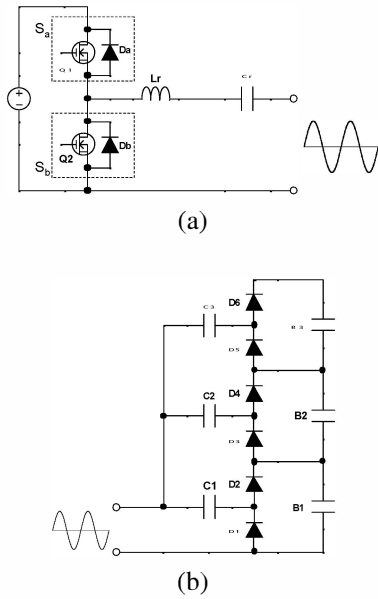 Sa
Da
Q1
Lr
Cr
Q2
Db
Sb
(a)
D6
C3
B3
D5
D4
C2
B2
D3
D2
C1
B1
D1
(b)